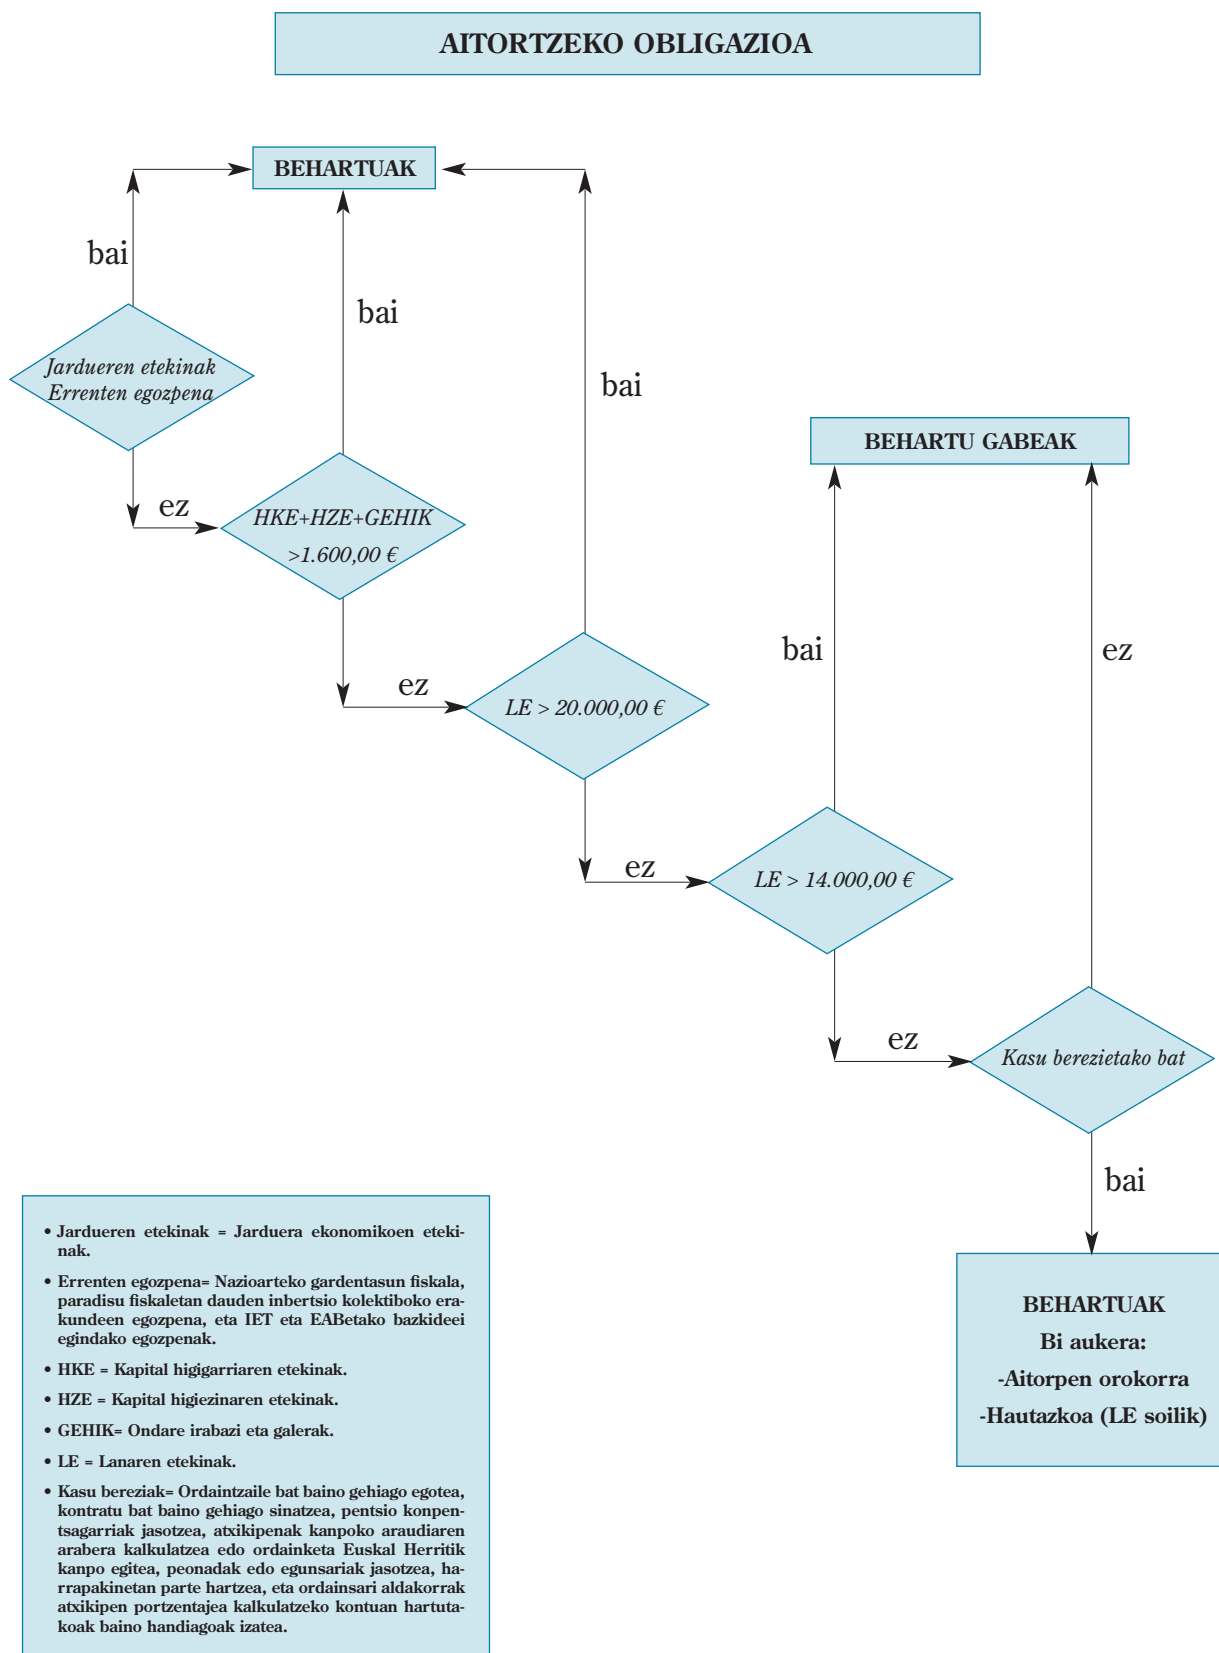 AITORTZEKO OBLIGAZIOA
BEHARTUAK
bai
bai
bai
Jardueren etekinak
Errenten egozpena
ez
HKE+HZE+GEHIK
>1.600,00 €
ez
LE > 20.000,00 €
ez
BEHARTU GABEAK
bai
ez
LE > 14.000,00 €
ez
Kasu berezietako bat
bai
BEHARTUAK
Bi aukera:
-Aitorpen orokorra
-Hautazkoa (LE soilik)
• Jardueren etekinak = Jarduera ekonomikoen eteki-
nak.
• Errenten egozpena= Nazioarteko gardentasun fiskala,
paradisu fiskaletan dauden inbertsio kolektiboko era-
kundeen egozpena, eta IET eta EABetako bazkideei
egindako egozpenak.
• HKE = Kapital higigarriaren etekinak.
• HZE = Kapital higiezinaren etekinak.
• GEHIK= Ondare irabazi eta galerak.
• LE = Lanaren etekinak.
• Kasu bereziak= Ordaintzaile bat baino gehiago egotea,
kontratu bat baino gehiago sinatzea, pentsio konpen-
tsagarriak jasotzea, atxikipenak kanpoko araudiaren
arabera kalkulatzea edo ordainketa Euskal Herritik
kanpo egitea, peonadak edo egunsariak jasotzea, ha-
rrapakinetan parte hartzea, eta ordainsari aldakorrak
atxikipen portzentajea kalkulatzeko kontuan hartuta-
koak baino handiagoak izatea.